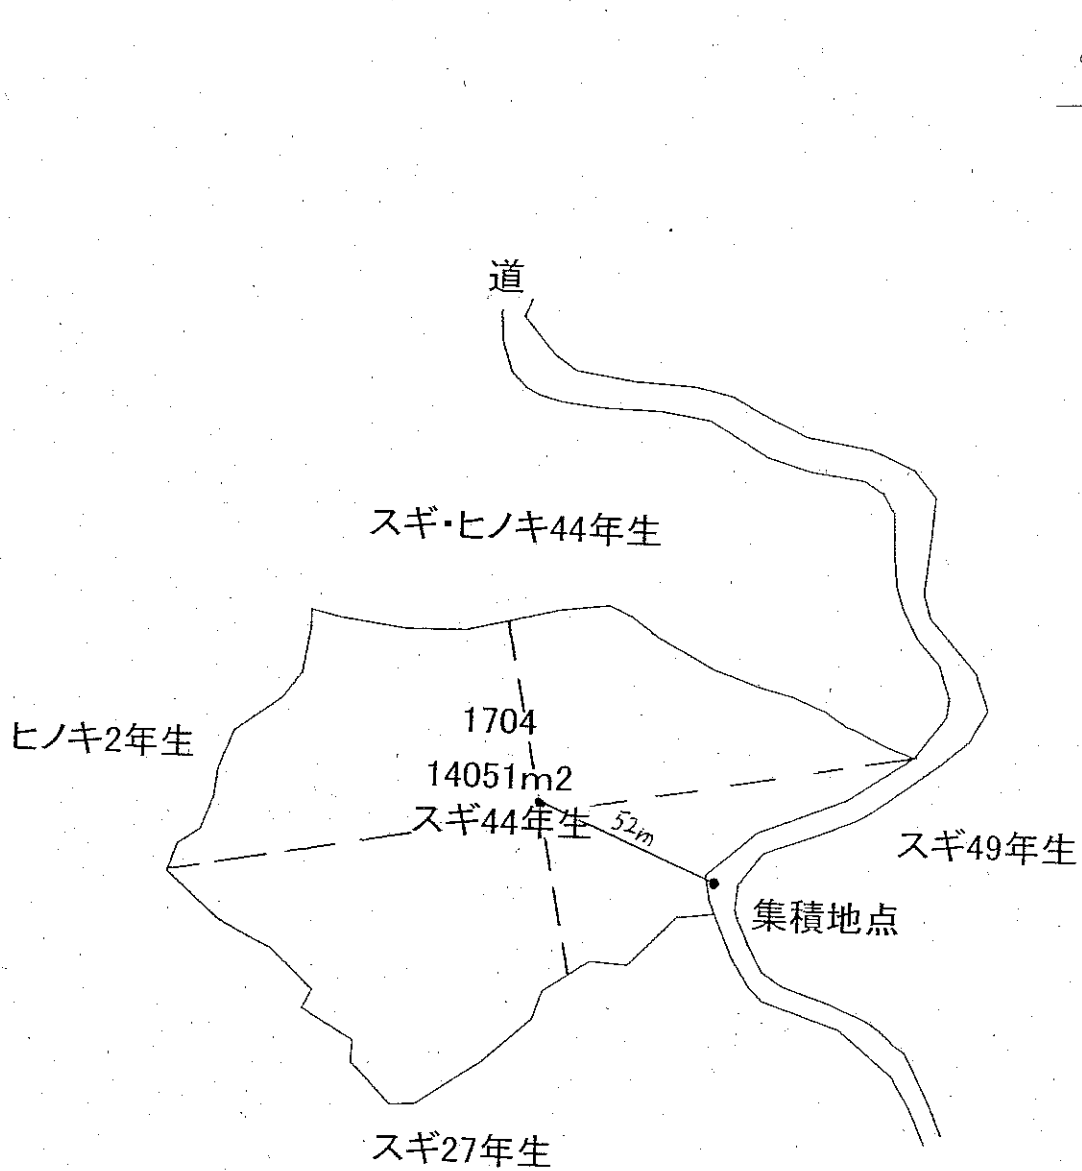 道
スギ・ヒノキ44年生
ヒノキ2年生
1704
14051m2
スギ44年生
52m
スギ49年生
集積地点
スギ27年生